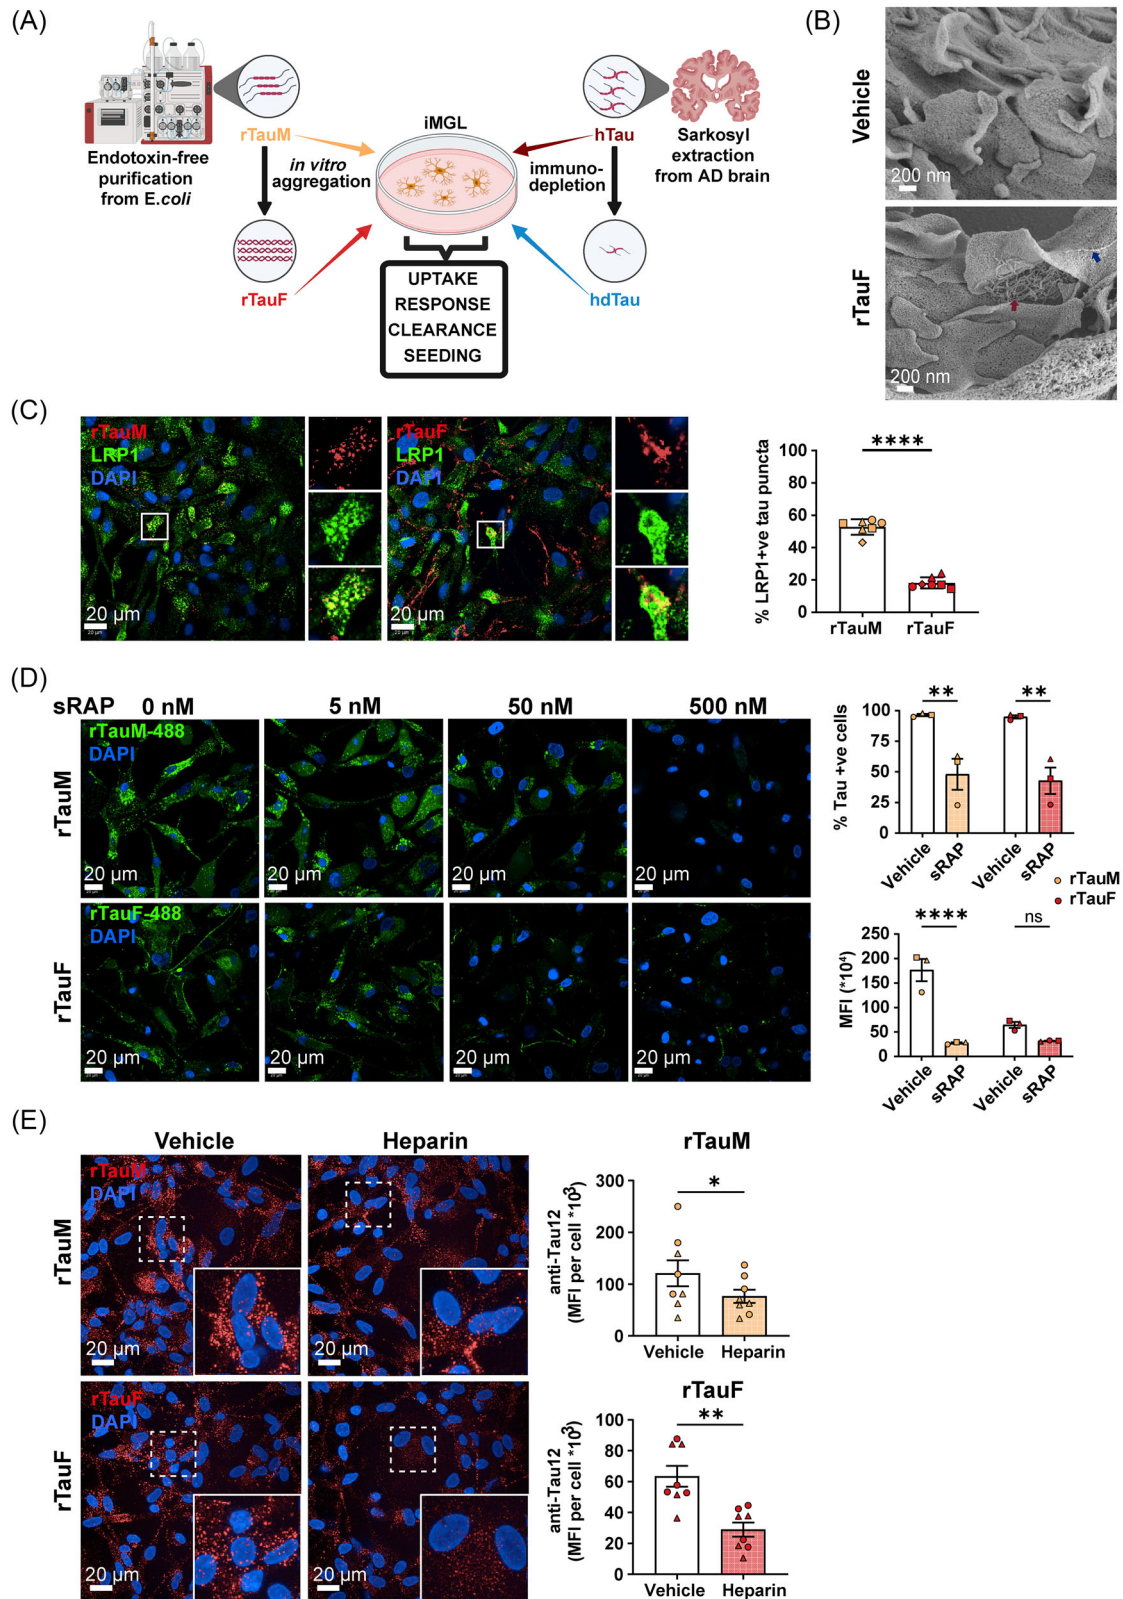 (A)
Endotoxin-free
purification
from E.coli
rTauM
in vitro
aggregation
rTauF
iMGL
UPTAKE
RESPONSE
CLEARANCE
SEEDING
hTau
immuno-
depletion
hdTau
Sarkosyl
extraction
from AD brain
(B)
Vehicle
200 nm
rTauF
200 nm
(C)
rTauM
LRP1
DAPI
20 µm
rTauF
LRP1
DAPI
20 µm
% LRP1+ve tau puncta
100
80
60
40
20
0
****
rTauM rTauF
(D)
sRAP 0 nM 5 nM 50 nM 500 nM
rTauM
rTauM-488
DAPI
20 µm 20 µm 20 µm 20 µm
rTauF
rTauF-488
DAPI
20 µm 20 µm 20 µm 20 µm
% Tau +ve cells
100
75
50
25
0
** **
Vehicle sRAP Vehicle sRAP
rTauM
rTauF
MFI (*10⁴)
250
200
150
100
50
0
**** ns
Vehicle sRAP Vehicle sRAP
(E)
Vehicle Heparin
rTauM
rTauM
DAPI
20 µm 20 µm
rTauF
rTauF
DAPI
20 µm 20 µm
rTauM
anti-Tau12
(MFI per cell *10³)
300
200
100
0
*
Vehicle Heparin
rTauF
anti-Tau12
(MFI per cell *10³)
100
80
60
40
20
0
**
Vehicle Heparin